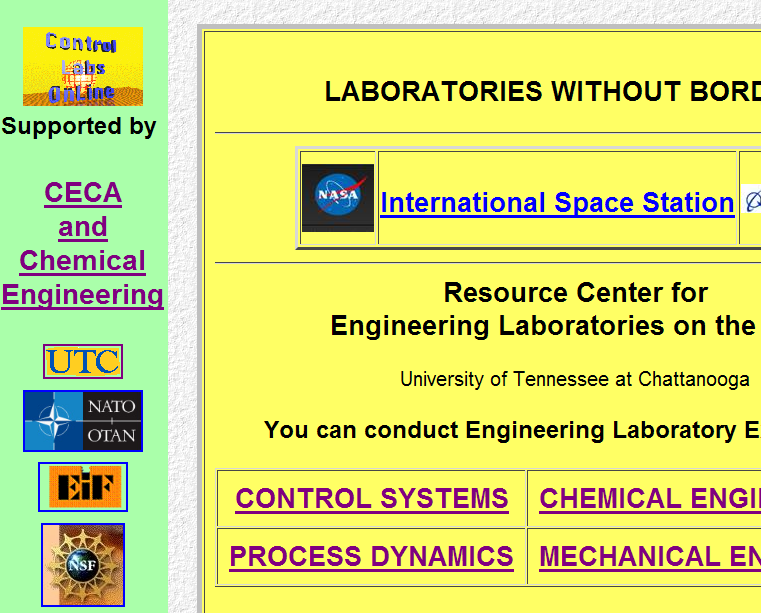 Control
Labs
OnLine
Supported by
CECA
and
Chemical
Engineering
UTC
NATO
OTAN
EiF
NSF
LABORATORIES WITHOUT BORD
NASA
International Space Station
Resource Center for
Engineering Laboratories on the
University of Tennessee at Chattanooga
You can conduct Engineering Laboratory E
CONTROL SYSTEMS CHEMICAL ENGI
PROCESS DYNAMICS MECHANICAL EN